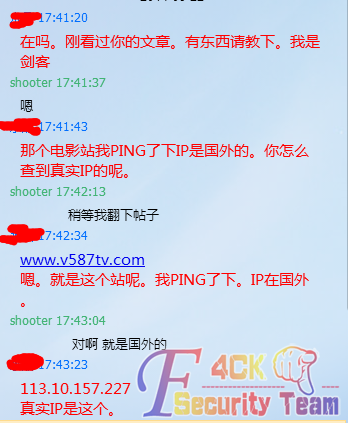 17:41:20
在吗。刚看过你的文章。有东西请教下。我是
剑客
shooter 17:41:37
嗯
17:41:43
那个电影站我PING了下IP是国外的。你怎么
查到真实IP的呢。
shooter 17:42:13
稍等我翻下帖子
17:42:34
www.v587tv.com
嗯。就是这个站呢。我PING了下。IP在国外
。
shooter 17:43:04
对啊 就是国外的
17:43:23
113.10.157.227
真实IP是这个。
F4CK
Security Team